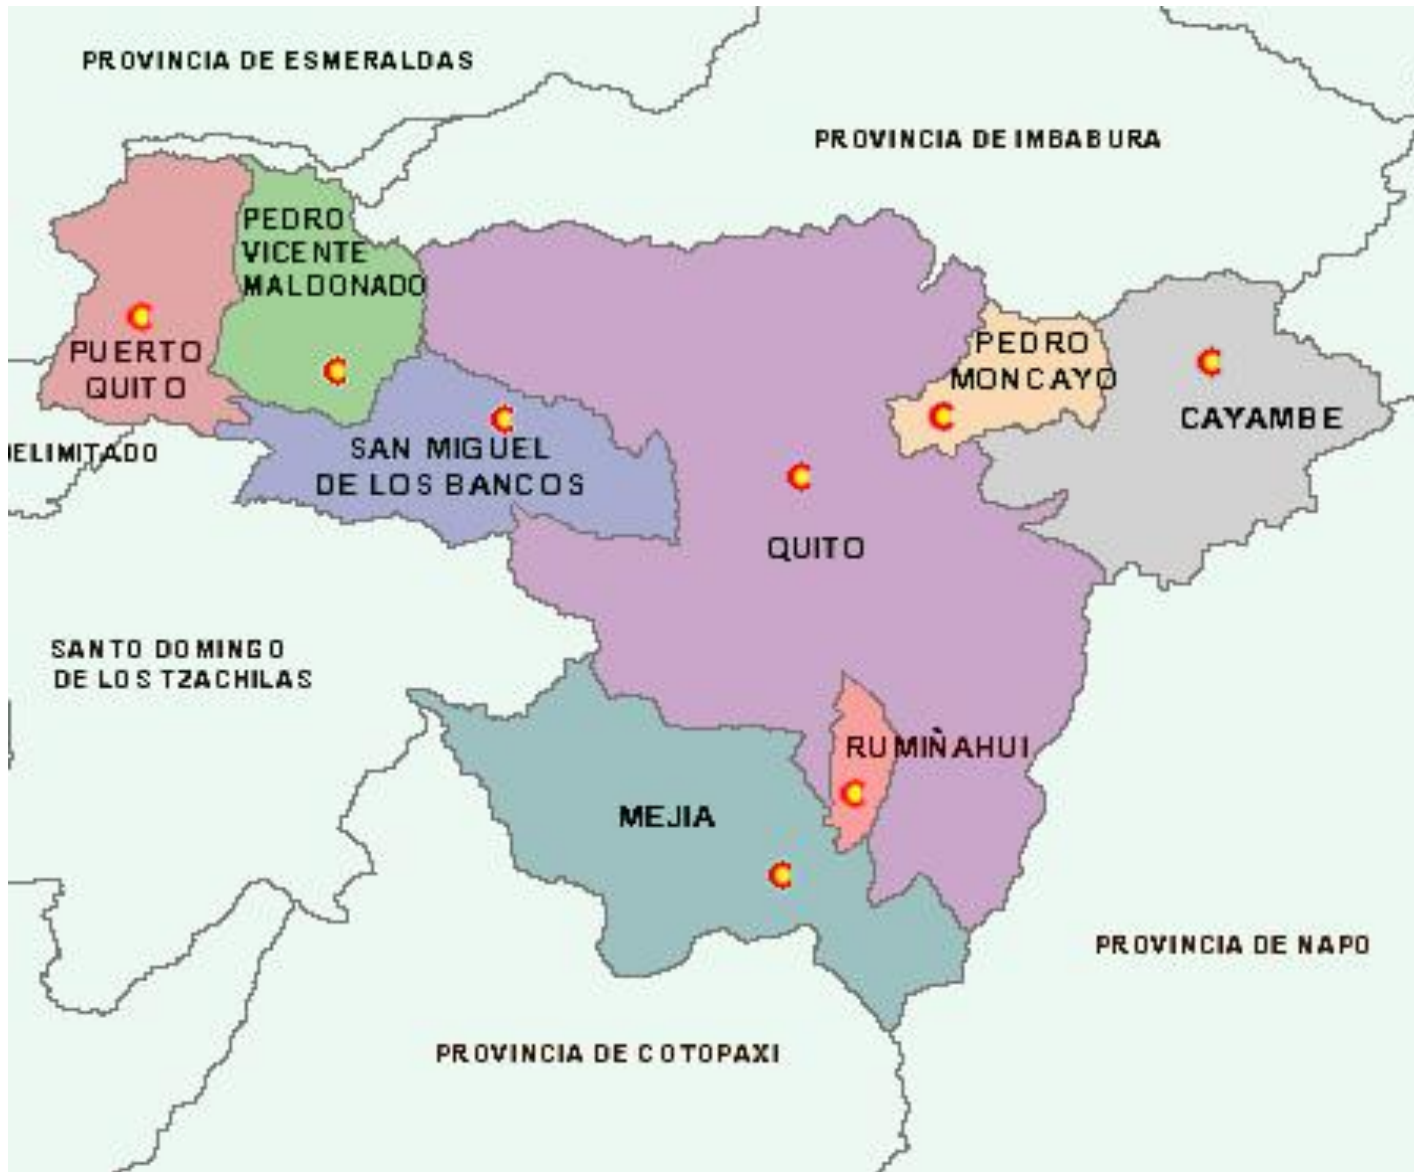 PROVINCIA DE ESMERALDAS
PROVINCIA DE IMBABURA
PEDRO
VICENTE
MALDONADO
PUERTO
QUITO
PEDRO
MONCAYO
CAYAMBE
ELIMITADO
SAN MIGUEL
DE LOS BANCOS
QUITO
SANTO DOMINGO
DE LOS TZACHILAS
RUMIÑAHUI
MEJIA
PROVINCIA DE NAPO
PROVINCIA DE COTOPAXI